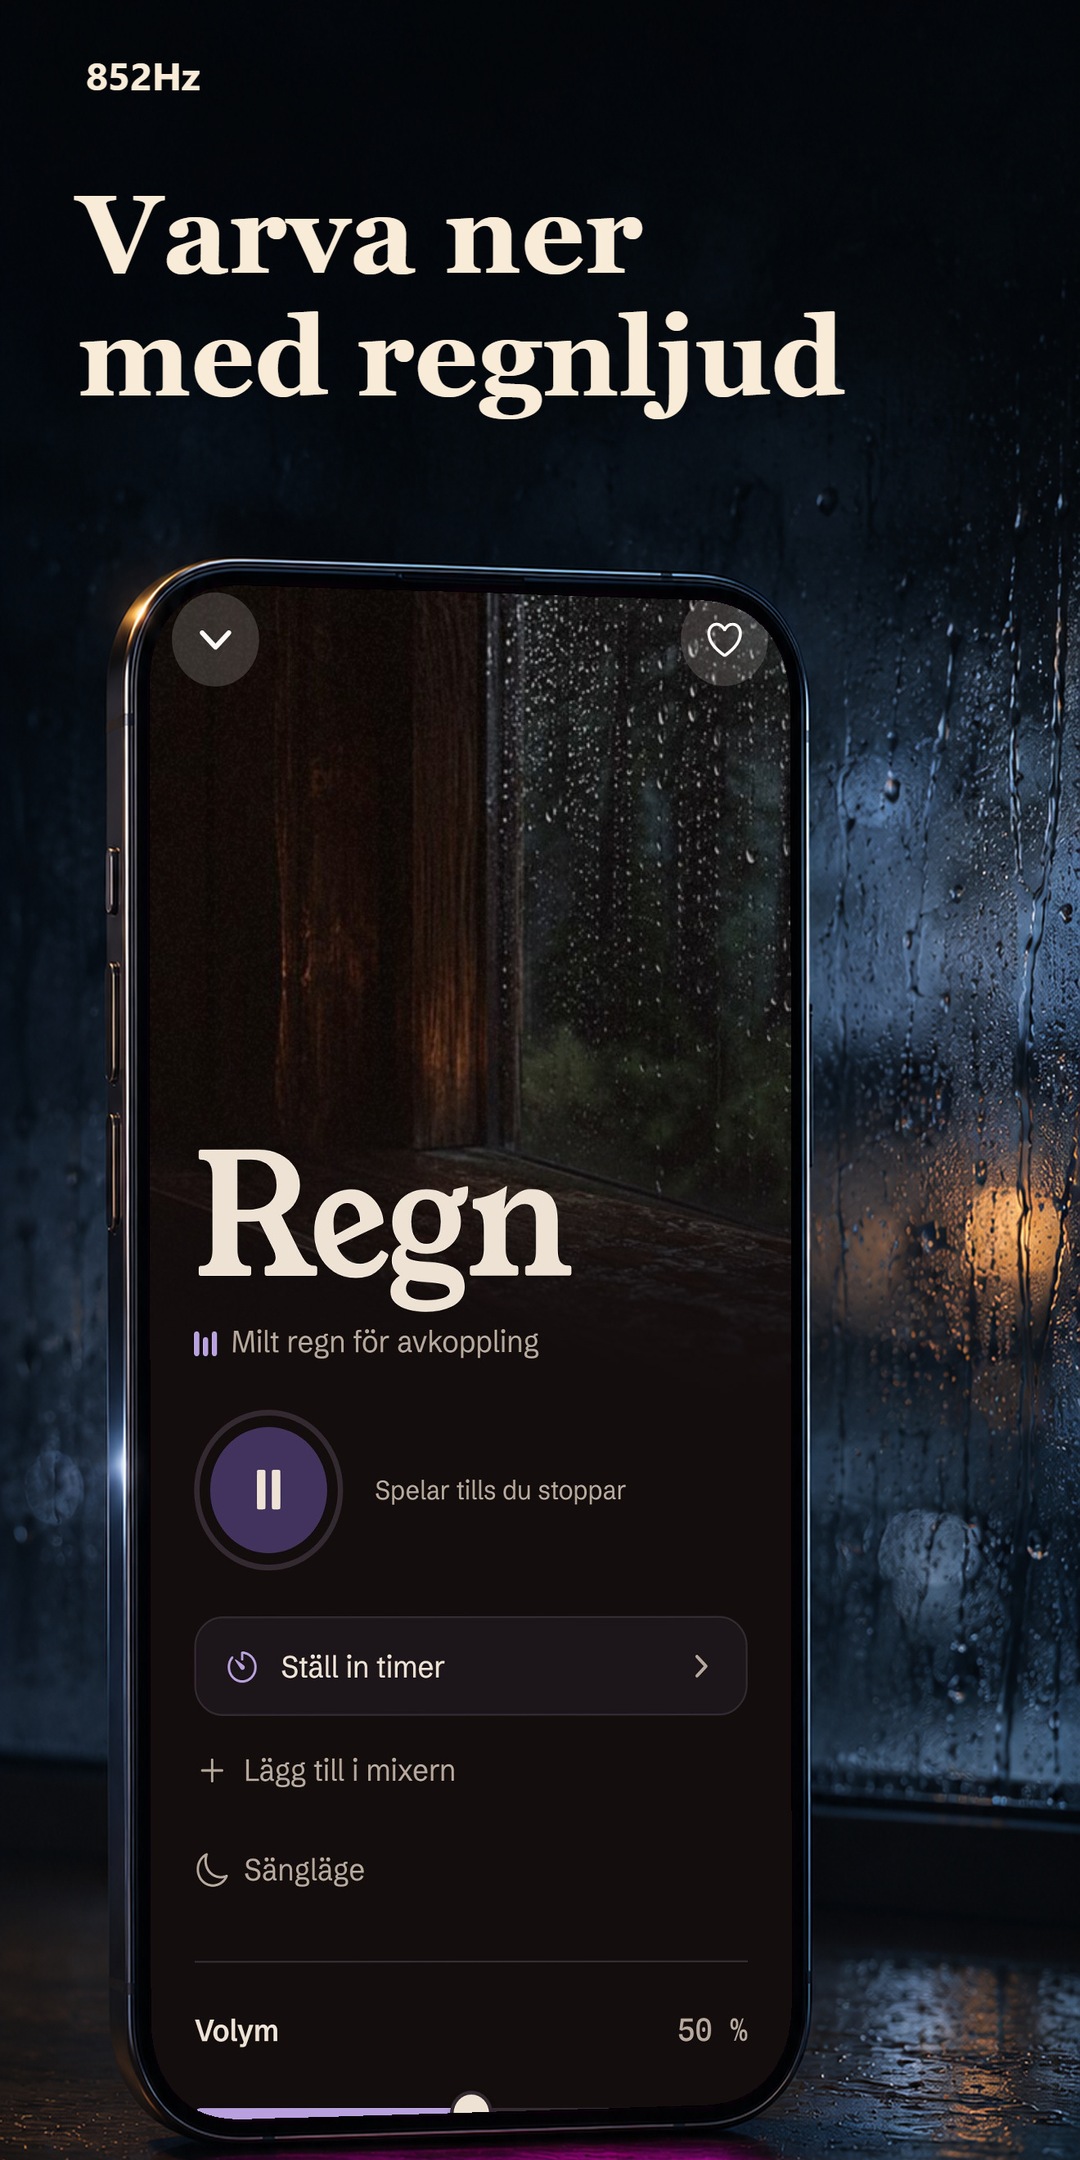 852Hz
Varva ner
med regnljud
Regn
Milt regn för avkoppling
Spelar tills du stoppar
Ställ in timer
Lägg till i mixern
Sängläge
Volym 50 %